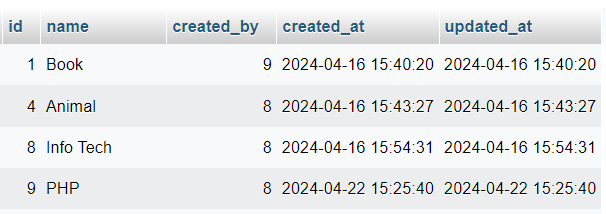 id name created_by created_at updated_at
1 Book 9 2024-04-16 15:40:20 2024-04-16 15:40:20
4 Animal 8 2024-04-16 15:43:27 2024-04-16 15:43:27
8 Info Tech 8 2024-04-16 15:54:31 2024-04-16 15:54:31
9 PHP 8 2024-04-22 15:25:40 2024-04-22 15:25:40